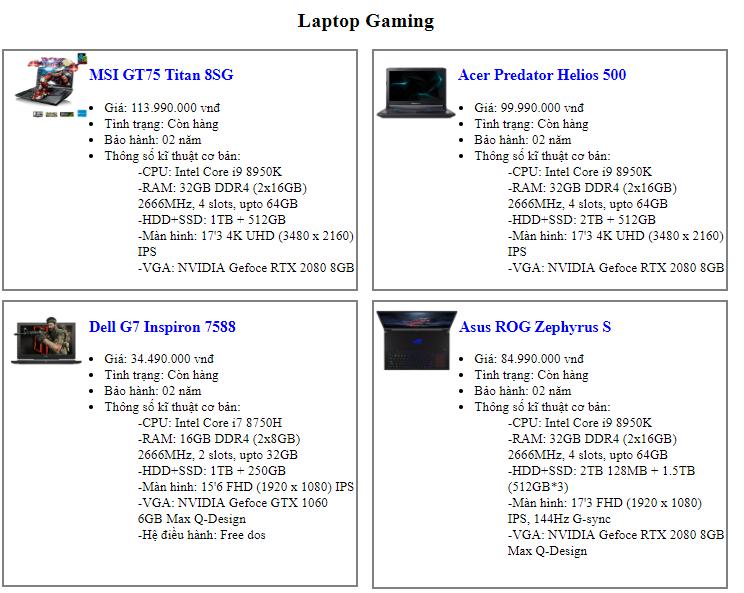 Laptop Gaming
MSI GT75 Titan 8SG
Giá: 113.990.000 vnđ
Tình trạng: Còn hàng
Bảo hành: 02 năm
Thông số kĩ thuật cơ bản:
-CPU: Intel Core i9 8950K
-RAM: 32GB DDR4 (2x16GB)
2666MHz, 4 slots, upto 64GB
-HDD+SSD: 1TB + 512GB
-Màn hình: 17'3 4K UHD (3480 x 2160)
IPS
-VGA: NVIDIA Gefoce RTX 2080 8GB
Acer Predator Helios 500
Giá: 99.990.000 vnđ
Tình trạng: Còn hàng
Bảo hành: 02 năm
Thông số kĩ thuật cơ bản:
-CPU: Intel Core i9 8950K
-RAM: 32GB DDR4 (2x16GB)
2666MHz, 4 slots, upto 64GB
-HDD+SSD: 2TB + 512GB
-Màn hình: 17'3 4K UHD (3480 x 2160)
IPS
-VGA: NVIDIA Gefoce RTX 2080 8GB
Dell G7 Inspiron 7588
Giá: 34.490.000 vnđ
Tình trạng: Còn hàng
Bảo hành: 02 năm
Thông số kĩ thuật cơ bản:
-CPU: Intel Core i7 8750H
-RAM: 16GB DDR4 (2x8GB)
2666MHz, 2 slots, upto 32GB
-HDD+SSD: 1TB + 250GB
-Màn hình: 15'6 FHD (1920 x 1080) IPS
-VGA: NVIDIA Gefoce GTX 1060
6GB Max Q-Design
-Hệ điều hành: Free dos
Asus ROG Zephyrus S
Giá: 84.990.000 vnđ
Tình trạng: Còn hàng
Bảo hành: 02 năm
Thông số kĩ thuật cơ bản:
-CPU: Intel Core i9 8950K
-RAM: 32GB DDR4 (2x16GB)
2666MHz, 4 slots, upto 64GB
-HDD+SSD: 2TB 128MB + 1.5TB
(512GB*3)
-Màn hình: 17'3 FHD (1920 x 1080)
IPS, 144Hz G-sync
-VGA: NVIDIA Gefoce RTX 2080 8GB
Max Q-Design